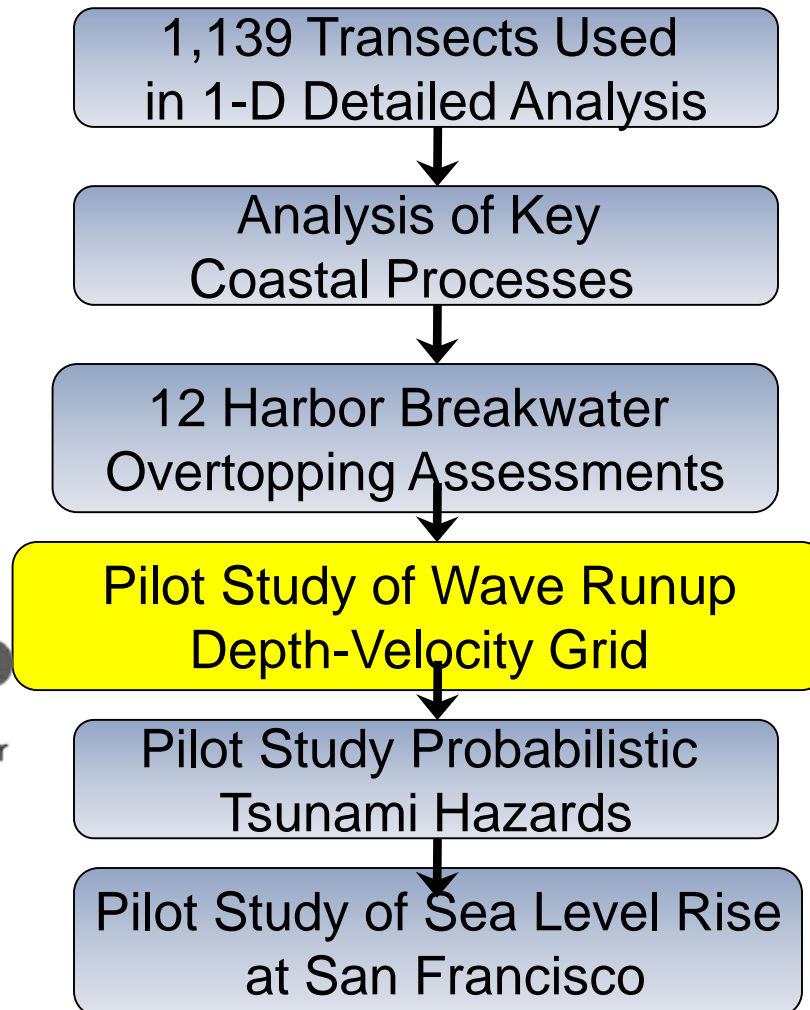 1,139 Transects Used
in 1-D Detailed Analysis
Analysis of Key
Coastal Processes
12 Harbor Breakwater
Overtopping Assessments
Pilot Study of Wave Runup
Depth-Velocity Grid
r
Pilot Study Probabilistic
Tsunami Hazards
Pilot Study of Sea Level Rise
at San Francisco